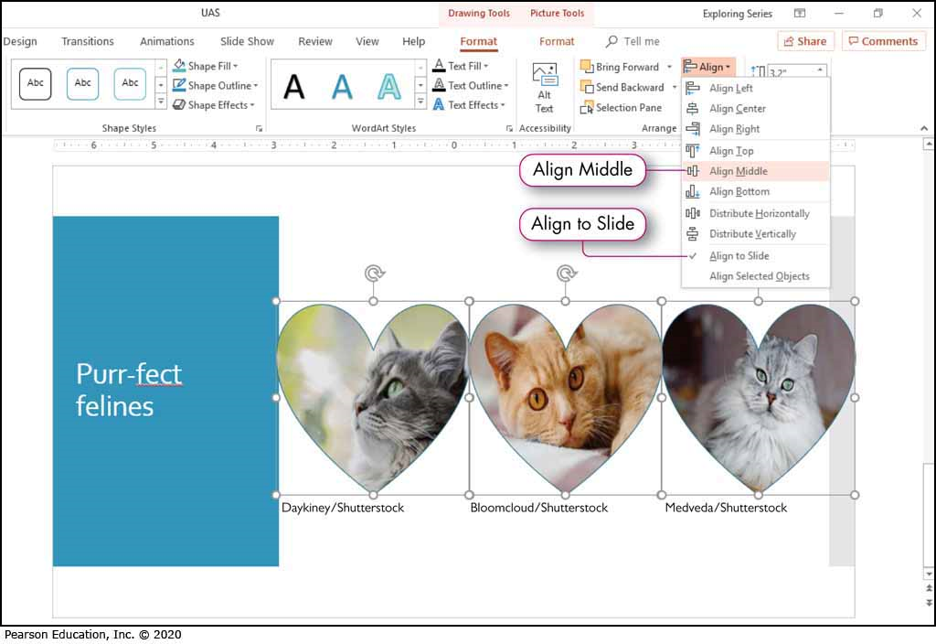 UAS
Drawing Tools
Picture Tools
Exploring Series
Design
Transitions
Animations
Slide Show
Review
View
Help
Format
Format
Tell me
Share
Comments
Abc
Abc
Abc
Shape Fill
Shape Outline
Shape Effects
Shape Styles
A
A
A
A Text Fill
A Text Outline
A Text Effects
WordArt Styles
Alt
Text
Accessibility
Bring Forward
Send Backward
Selection Pane
Arrange
Align
3.2"
Align Left
Align Center
Align Right
Align Top
Align Middle
Align Bottom
Distribute Horizontally
Distribute Vertically
Align to Slide
Align Selected Objects
6 5 4 3 2 1 0 1 2 3
Align Middle
Align to Slide
Purr-fect
felines
Daykiney/Shutterstock
Bloomcloud/Shutterstock
Medveda/Shutterstock
Pearson Education, Inc. © 2020